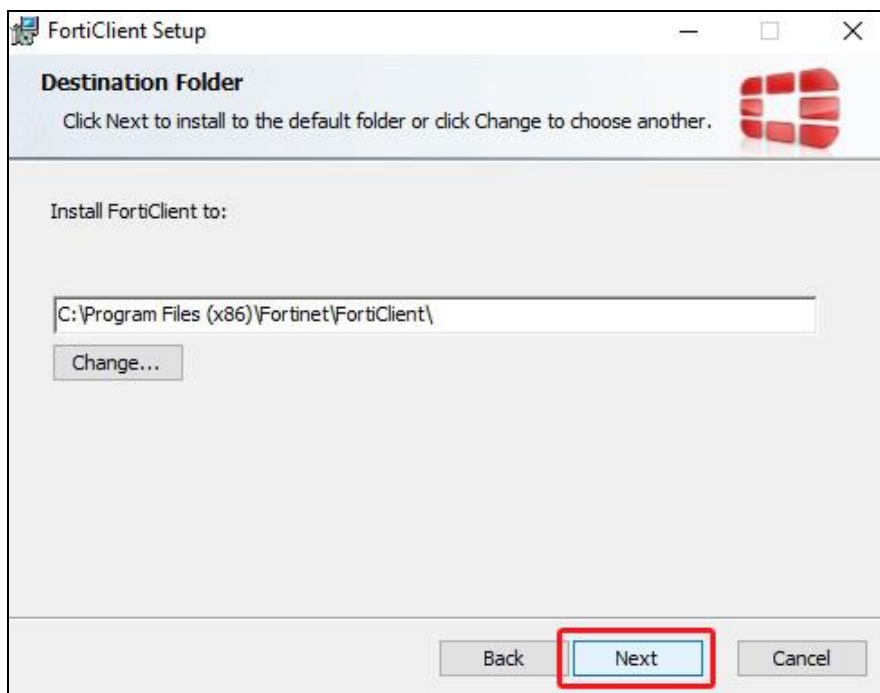 FortiClient Setup
Destination Folder
Click Next to install to the default folder or click Change to choose another.
Install FortiClient to:
C:\Program Files (x86)\Fortinet\FortiClient\
Change...
Back Next Cancel